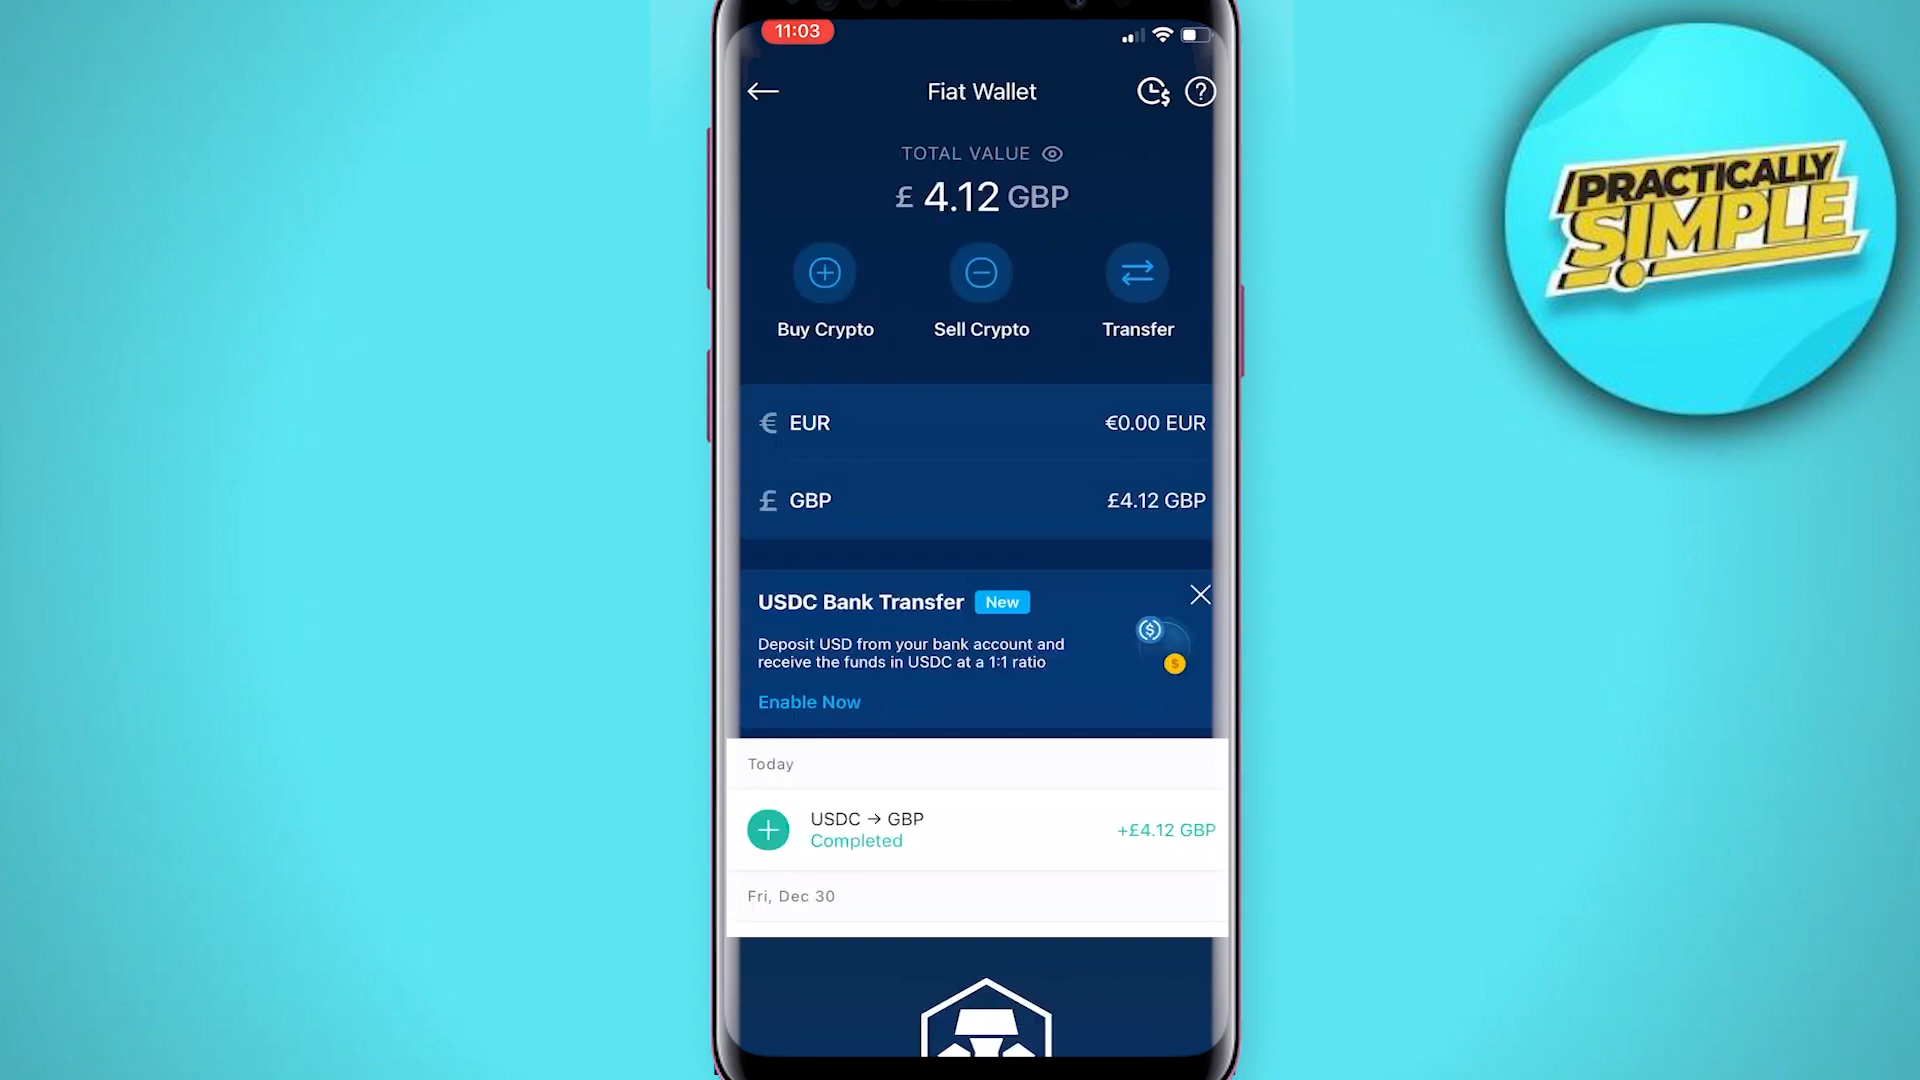 11:03
Fiat Wallet
TOTAL VALUE
£ 4.12 GBP
Buy Crypto
Sell Crypto
Transfer
€ EUR
€0.00 EUR
£ GBP
£4.12 GBP
USDC Bank Transfer New
Deposit USD from your bank account and
receive the funds in USDC at a 1:1 ratio
Enable Now
Today
USDC → GBP
Completed
+£4.12 GBP
Fri, Dec 30
PRACTICALLY
SIMPLE